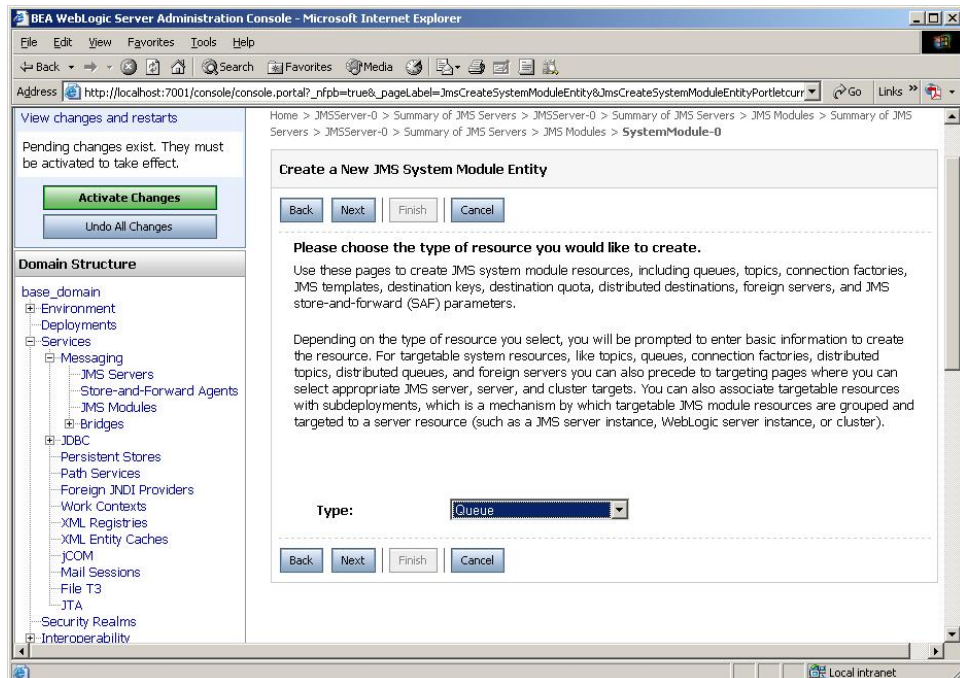 BEA WebLogic Server Administration Console - Microsoft Internet Explorer
File Edit View Favorites Tools Help
Back Search Favorites Media
Address http://localhost:7001/console/console.portal?_nfpb=true&_pageLabel=JmsCreateSystemModuleEntity&JmsCreateSystemModuleEntityPortletcurr Go Links »
View changes and restarts
Pending changes exist. They must
be activated to take effect.
Activate Changes
Undo All Changes
Domain Structure
base_domain
Environment
Deployments
Services
Messaging
JMS Servers
Store-and-Forward Agents
JMS Modules
Bridges
JDBC
Persistent Stores
Path Services
Foreign JNDI Providers
Work Contexts
XML Registries
XML Entity Caches
jCOM
Mail Sessions
File T3
JTA
Security Realms
Interoperability
Home > JMSServer-0 > Summary of JMS Servers > JMSServer-0 > Summary of JMS Servers > JMS Modules > Summary of JMS
Servers > JMSServer-0 > Summary of JMS Servers > JMS Modules > SystemModule-0
Create a New JMS System Module Entity
Back Next Finish Cancel
Please choose the type of resource you would like to create.
Use these pages to create JMS system module resources, including queues, topics, connection factories,
JMS templates, destination keys, destination quota, distributed destinations, foreign servers, and JMS
store-and-forward (SAF) parameters.
Depending on the type of resource you select, you will be prompted to enter basic information to create
the resource. For targetable system resources, like topics, queues, connection factories, distributed
topics, distributed queues, and foreign servers you can also precede to targeting pages where you can
select appropriate JMS server, server, and cluster targets. You can also associate targetable resources
with subdeployments, which is a mechanism by which targetable JMS module resources are grouped and
targeted to a server resource (such as a JMS server instance, WebLogic server instance, or cluster).
Type: Queue
Back Next Finish Cancel
Local intranet